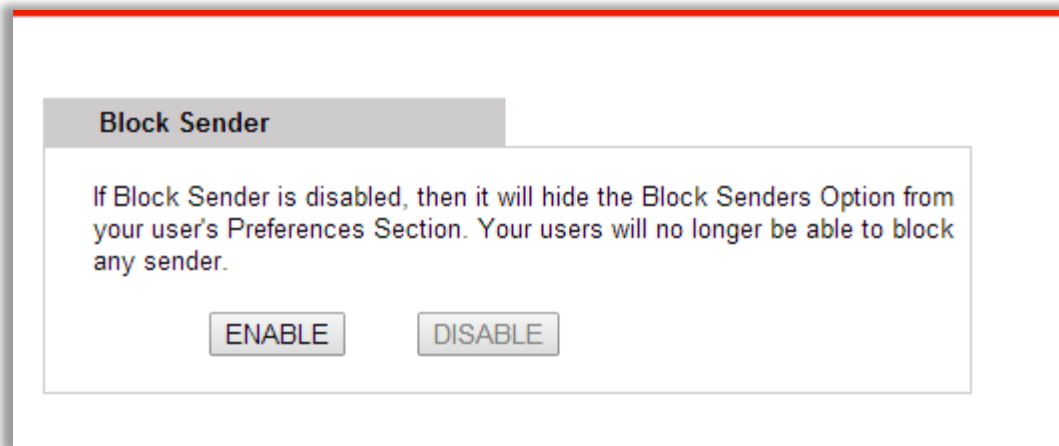 Block Sender
If Block Sender is disabled, then it will hide the Block Senders Option from
your user's Preferences Section. Your users will no longer be able to block
any sender.
ENABLE DISABLE